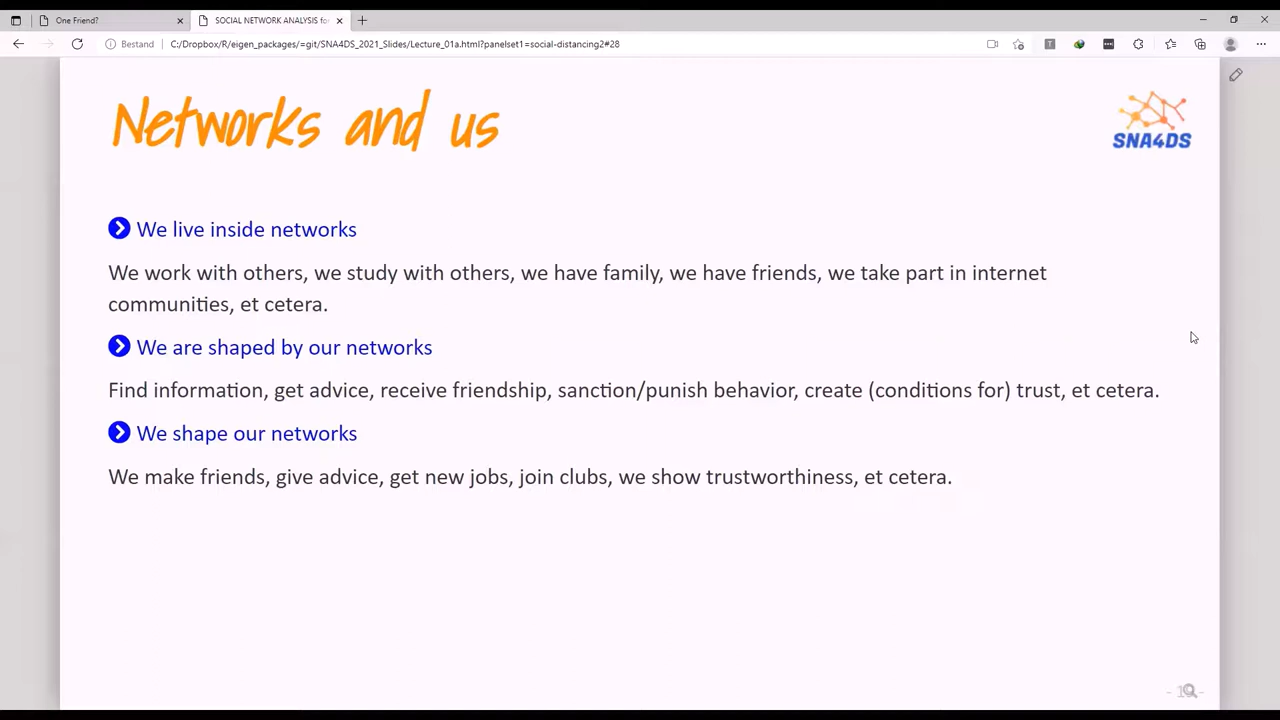 One Friend?
SOCIAL NETWORK ANALYSIS fo
Bestand
C:/Dropbox/R/eigen_packages/=git/SNA4DS_2021_Slides/Lecture_01a.html?panelset1=social-distancing2#28
Networks and us
SNA4DS
We live inside networks
We work with others, we study with others, we have family, we have friends, we take part in internet
communities, et cetera.
We are shaped by our networks
Find information, get advice, receive friendship, sanction/punish behavior, create (conditions for) trust, et cetera.
We shape our networks
We make friends, give advice, get new jobs, join clubs, we show trustworthiness, et cetera.